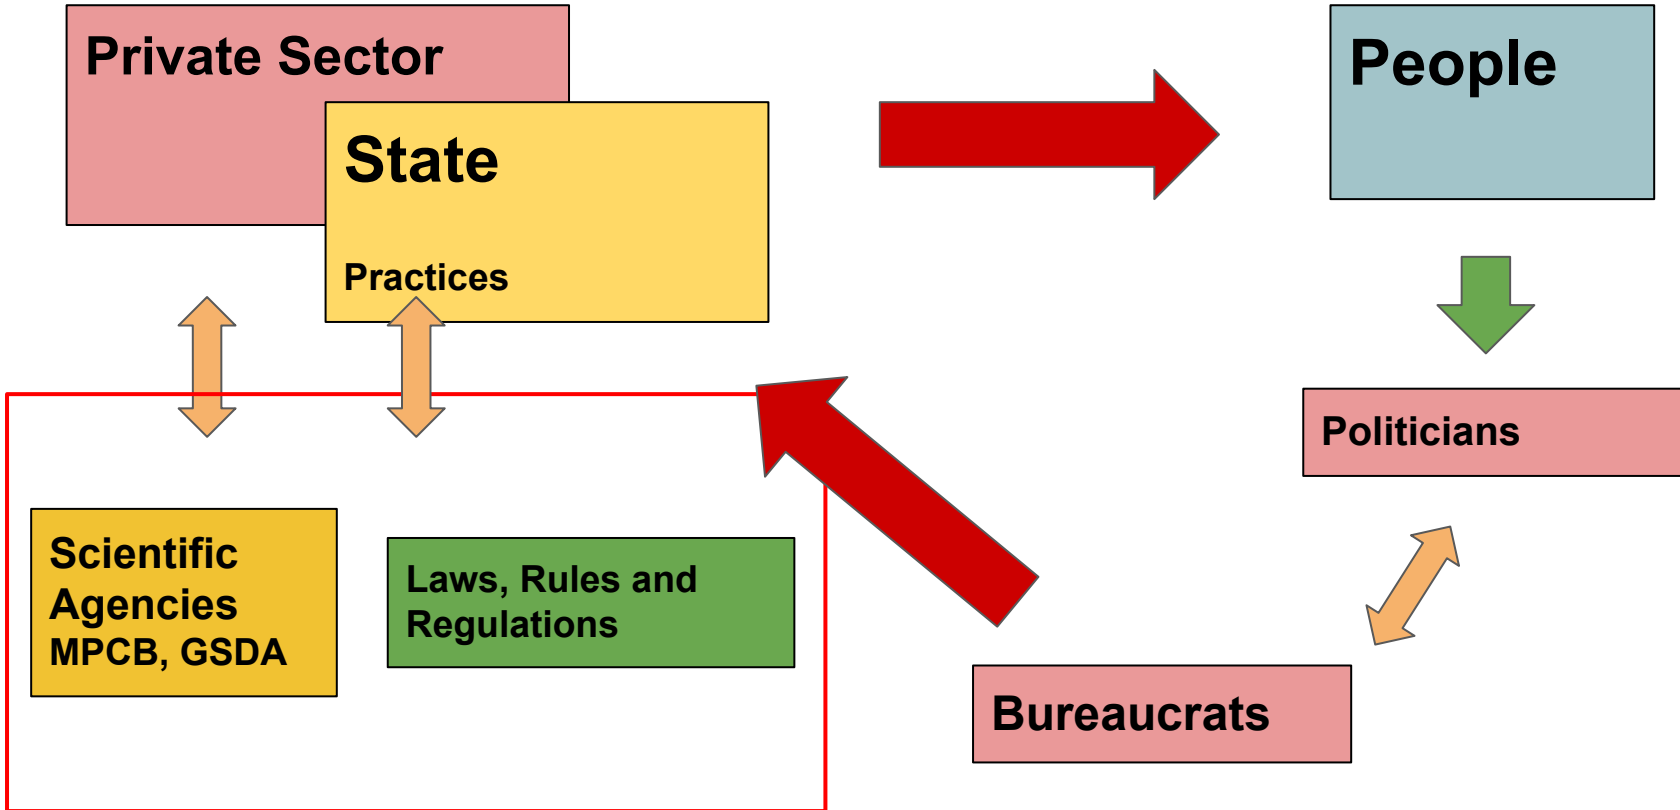 Private Sector
State
Practices
People
Politicians
Scientific
Agencies
MPCB, GSDA
Laws, Rules and
Regulations
Bureaucrats